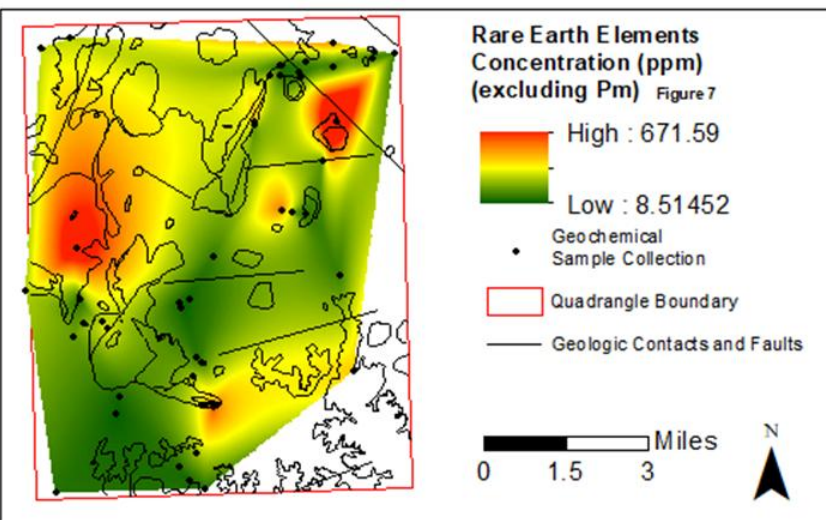 Rare Earth Elements
Concentration (ppm)
(excluding Pm) Figure 7
High : 671.59
Low : 8.51452
Geochemical
Sample Collection
Quadrangle Boundary
Geologic Contacts and Faults
Miles
0 1.5 3
N